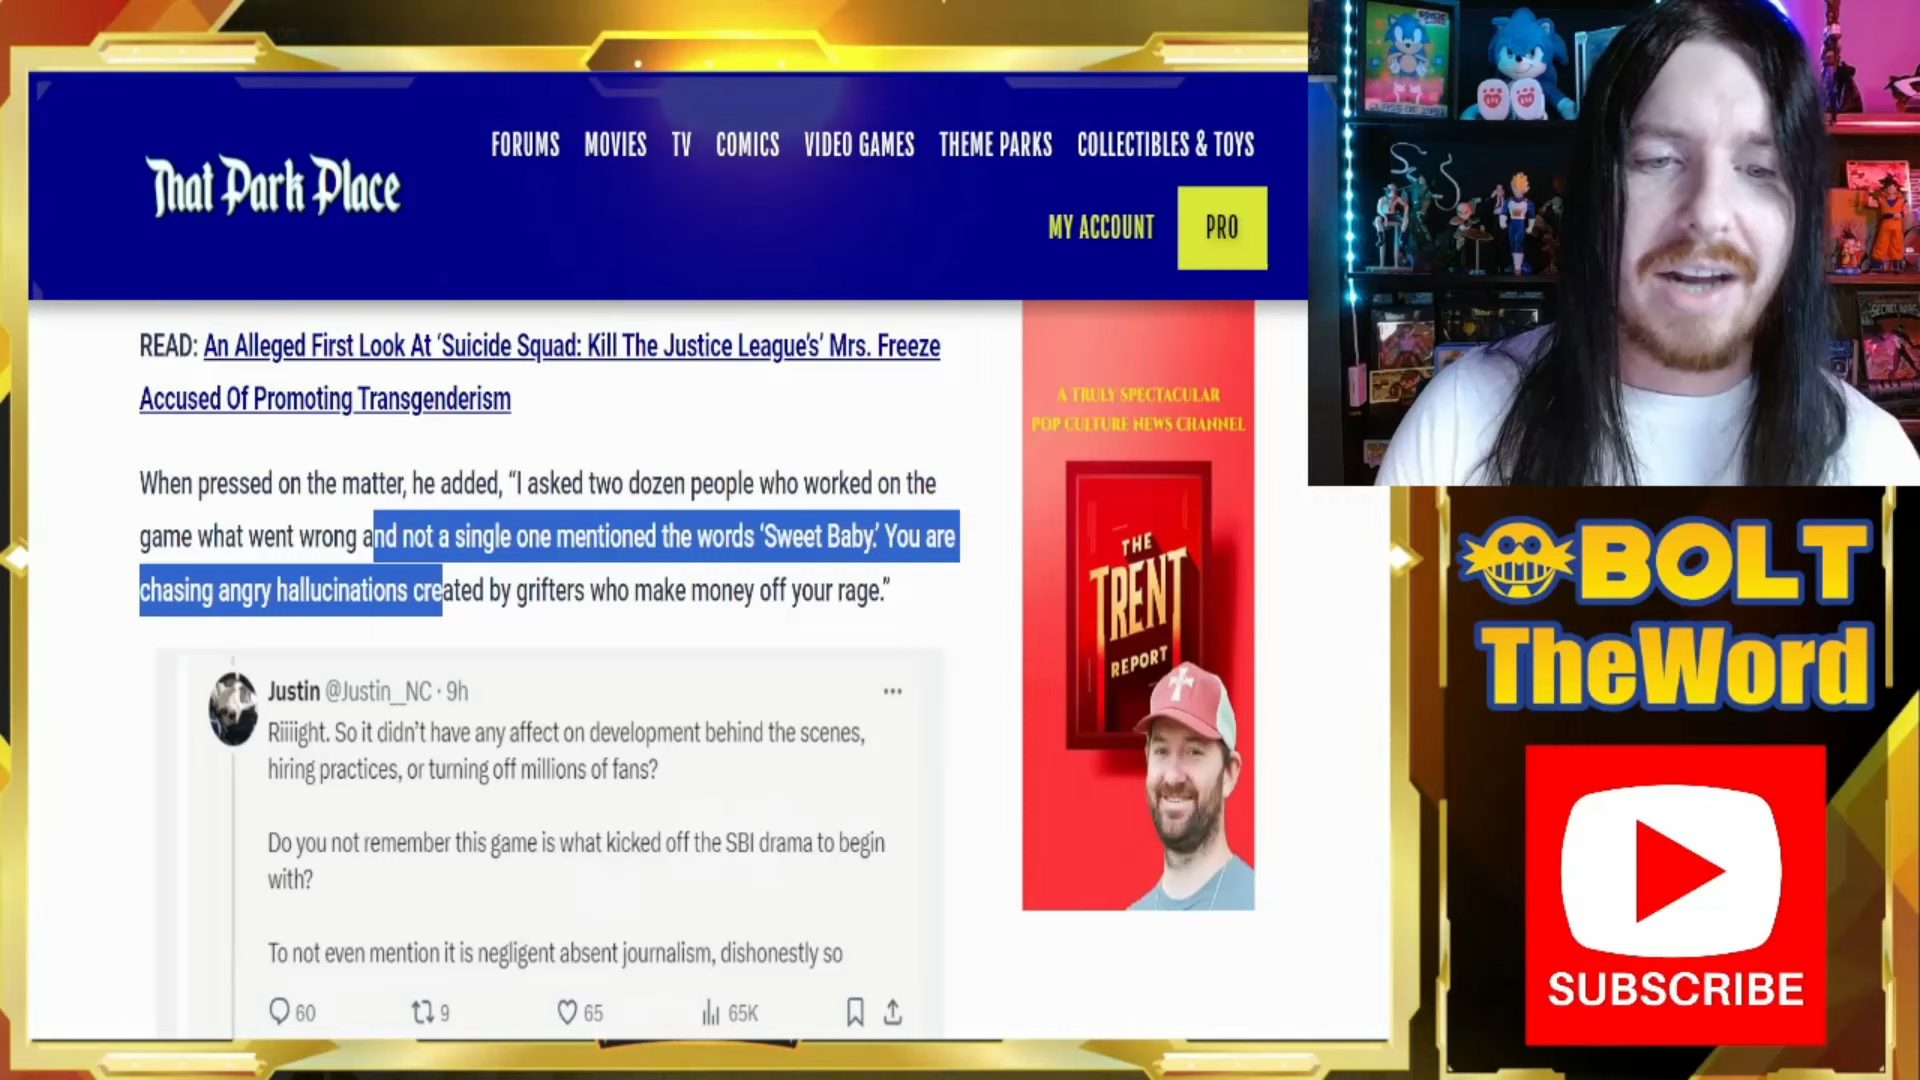 That Park Place
FORUMS MOVIES TV COMICS VIDEO GAMES THEME PARKS COLLECTIBLES & TOYS
MY ACCOUNT PRO
READ: An Alleged First Look At ‘Suicide Squad: Kill The Justice League’s’ Mrs. Freeze
Accused Of Promoting Transgenderism
When pressed on the matter, he added, “I asked two dozen people who worked on the
game what went wrong and not a single one mentioned the words ‘Sweet Baby.’ You are
chasing angry hallucinations created by grifters who make money off your rage.”
Justin @Justin__NC · 9h
Riiiight. So it didn’t have any affect on development behind the scenes,
hiring practices, or turning off millions of fans?
Do you not remember this game is what kicked off the SBI drama to begin
with?
To not even mention it is negligent absent journalism, dishonestly so
60 9 65 65K
A TRULY SPECTACULAR
POP CULTURE NEWS CHANNEL
THE
TRENT
REPORT
CLASS OF 1991
SECRET WARS
BOLT
TheWord
SUBSCRIBE